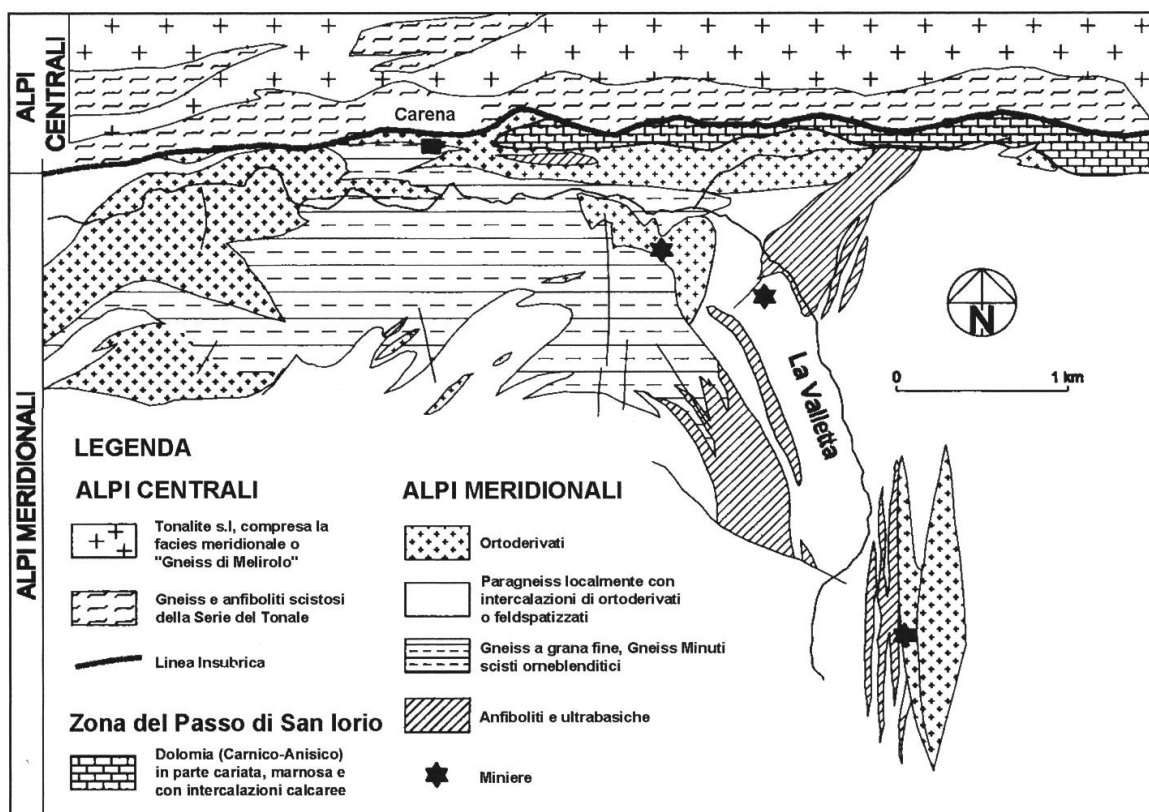 ALPI
CENTRALI
ALPI MERIDIONALI
Carena
La Valletta
N
0 1 km
LEGENDA
ALPI CENTRALI
Tonalite s.l, compresa la
facies meridionale o
"Gneiss di Melirolo"
Gneiss e anfiboliti scistosi
della Serie del Tonale
Linea Insubrica
Zona del Passo di San Iorio
Dolomia (Carnico-Anisico)
in parte cariata, marnosa e
con intercalazioni calcaree
ALPI MERIDIONALI
Ortoderivati
Paragneiss localmente con
intercalazioni di ortoderivati
o feldspatizzati
Gneiss a grana fine, Gneiss Minuti
scisti orneblenditici
Anfiboliti e ultrabasiche
Miniere